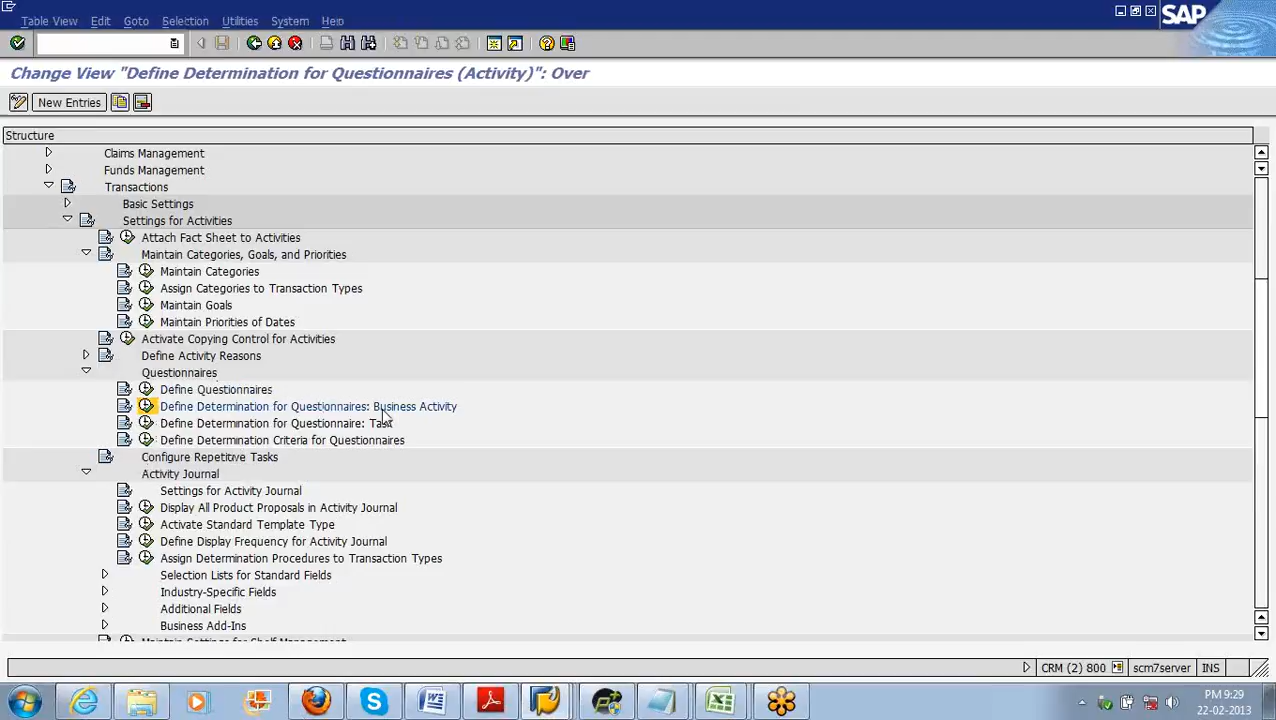 Table View Edit Goto Selection Utilities System Help
SAP
Change View "Define Determination for Questionnaires (Activity)": Over
New Entries
Structure
Claims Management
Funds Management
Transactions
Basic Settings
Settings for Activities
Attach Fact Sheet to Activities
Maintain Categories, Goals, and Priorities
Maintain Categories
Assign Categories to Transaction Types
Maintain Goals
Maintain Priorities of Dates
Activate Copying Control for Activities
Define Activity Reasons
Questionnaires
Define Questionnaires
Define Determination for Questionnaires: Business Activity
Define Determination for Questionnaire: Task
Define Determination Criteria for Questionnaires
Configure Repetitive Tasks
Activity Journal
Settings for Activity Journal
Display All Product Proposals in Activity Journal
Activate Standard Template Type
Define Display Frequency for Activity Journal
Assign Determination Procedures to Transaction Types
Selection Lists for Standard Fields
Industry-Specific Fields
Additional Fields
Business Add-Ins
Maintain Settings for Shelf Management
CRM (2) 800 scm7server INS
PM 9:29
22-02-2013